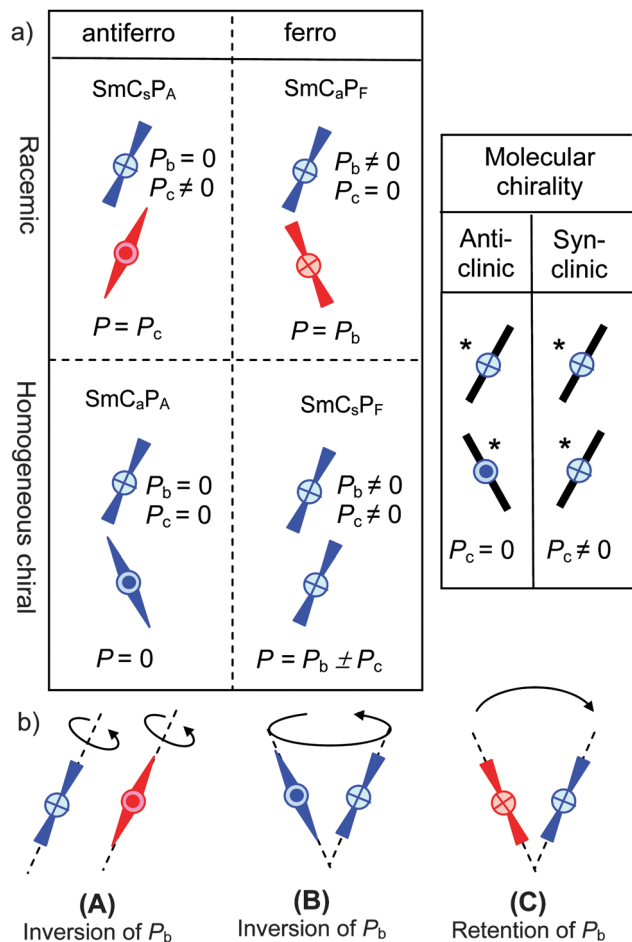 a)
antiferro ferro
Racemic
SmCsPA SmCaPF
Pb = 0
Pc ≠ 0
Pb ≠ 0
Pc = 0
P = Pc P = Pb
Homogeneous chiral
SmCaPA SmCsPF
Pb = 0
Pc = 0
Pb ≠ 0
Pc ≠ 0
P = 0 P = Pb ± Pc
Molecular
chirality
Anti-
clinic
Syn-
clinic
* *
* *
Pc = 0 Pc ≠ 0
b)
(A) (B) (C)
Inversion of Pb Inversion of Pb Retention of Pb